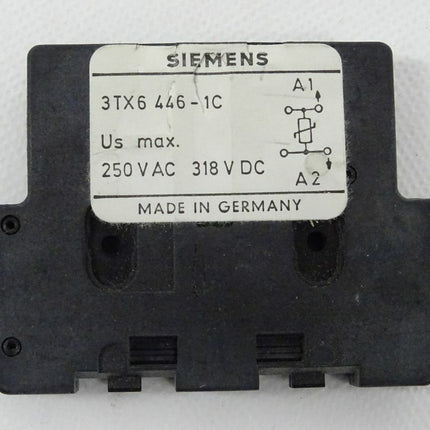 SIEMENS
3TX6 446-1C
A1
Us max.
250 V AC 318 V DC
A2
MADE IN GERMANY